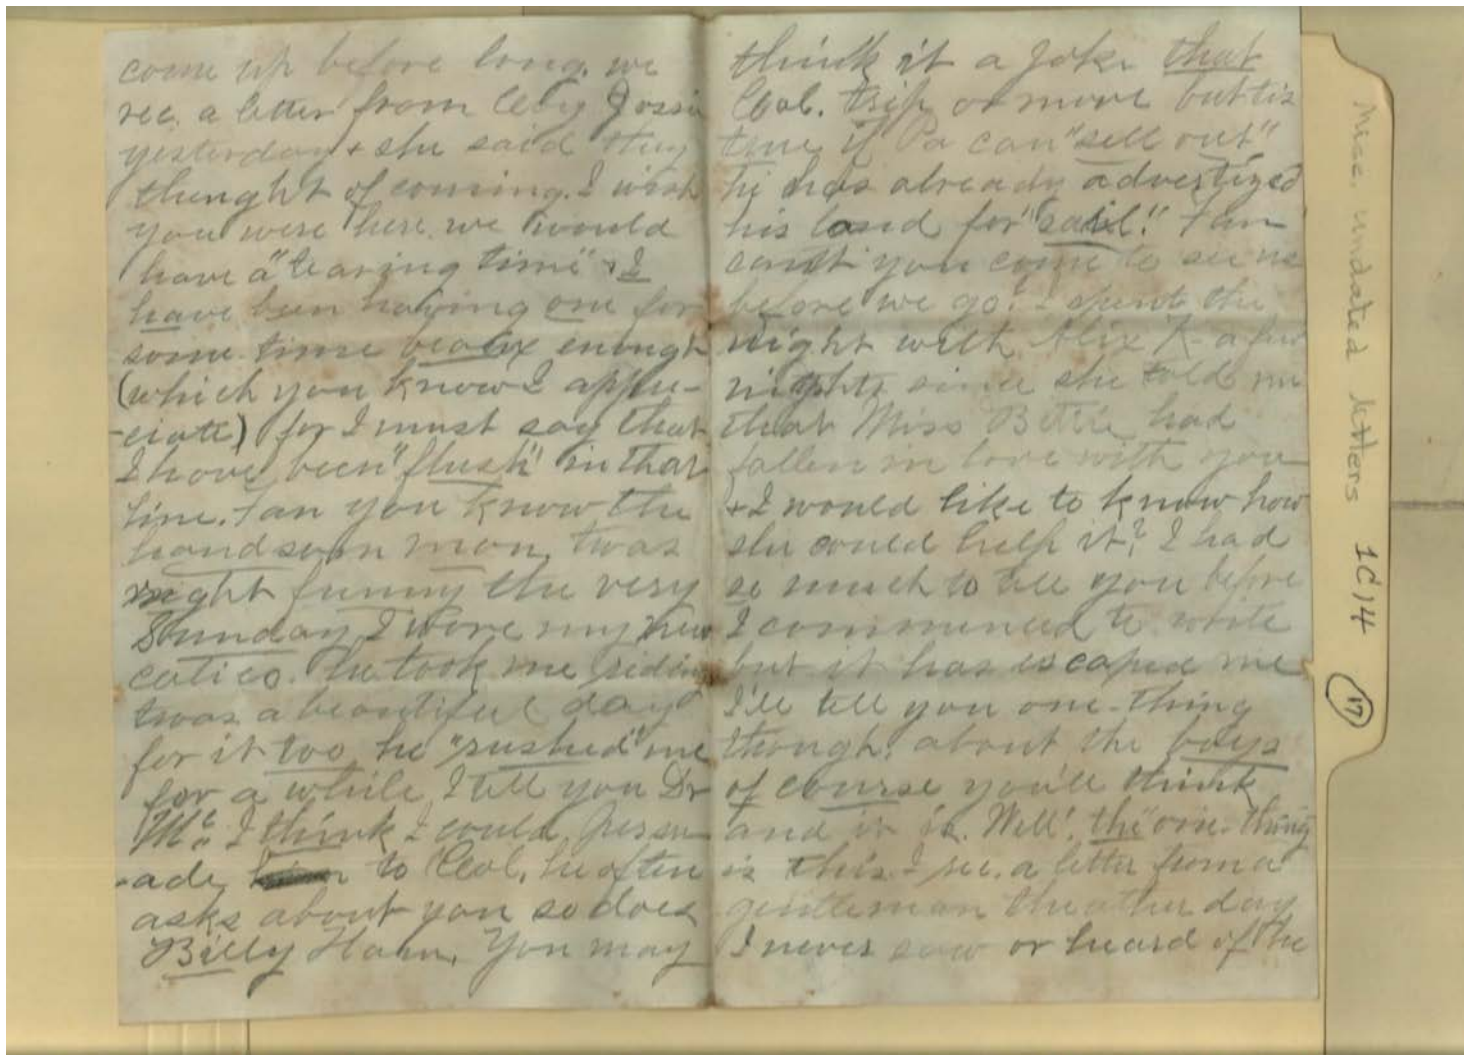 come up before long. we
rec. a letter from Josie
yesterday & she said they
thought of coming. I wish
you were here. we would
have a "tearing time" & I
have been having one for
some time beaux enough
(which you know I appre-
-ciate) for I must say that
I have been "flush" in that
line. Fan you know the
handsom man, twas
right funny the very
Sunday I wore my new
calico. he took me riding
twas a beautiful day
for it too he "rushed" me
for a while, I tell you Dr
Mc. I think I could persu-
-ade to Cool. he often
asks about you so does
Billy Hahn. You may
think it a joke that
Cool. trip or move but tis
true if Pa can "sell out"
he has already advertized
his land for "sail". Fan
cant you come to see us
before we go? I spent the
night with Alix K- a few
nights since she told me
that Miss Bettie had
fallen in love with you
& I would like to know how
she could help it? I had
so much to tell you before
I commenced to write
but it has escaped me
I'll tell you one-thing
though. about the boys
of course you'll think
and it is. Well! the "one-thing
is this. I rec. a letter from a
gentleman the other day
I never saw or heard of the
Misc. undated letters 1C14 17